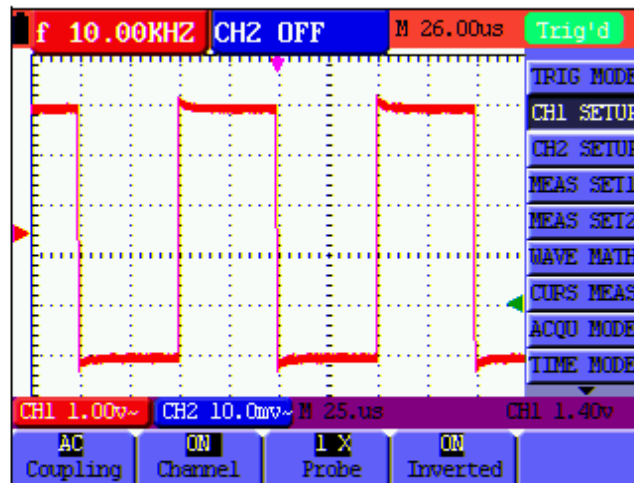 f 10.00KHZ CH2 OFF M 26.00us Trig'd
TRIG MODE
CH1 SETUP
CH2 SETUP
MEAS SET1
MEAS SET2
WAVE MATH
CURS MEAS
ACQU MODE
TIME MODE
CH1 1.00v~ CH2 10.0mv~ M 25.us CH1 1.40v
AC ON 1 X ON
Coupling Channel Probe Inverted